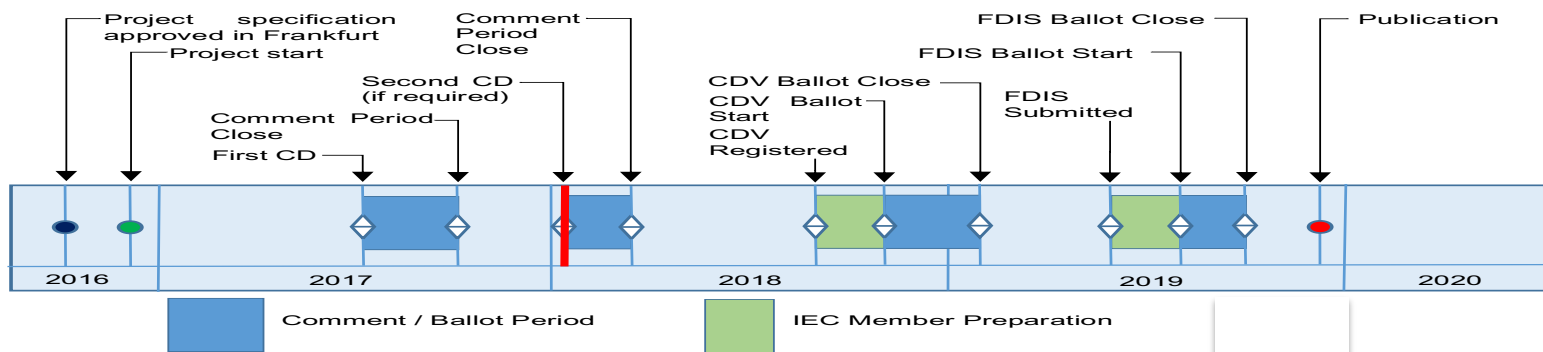 Project specification
approved in Frankfurt
Project start
Comment Period
Close
First CD
Second CD
(if required)
Comment
Period
Close
CDV Ballot Close
CDV Ballot
Start
CDV
Registered
FDIS
Submitted
FDIS Ballot Start
FDIS Ballot Close
Publication
2016
2017
2018
2019
2020
Comment / Ballot Period
IEC Member Preparation